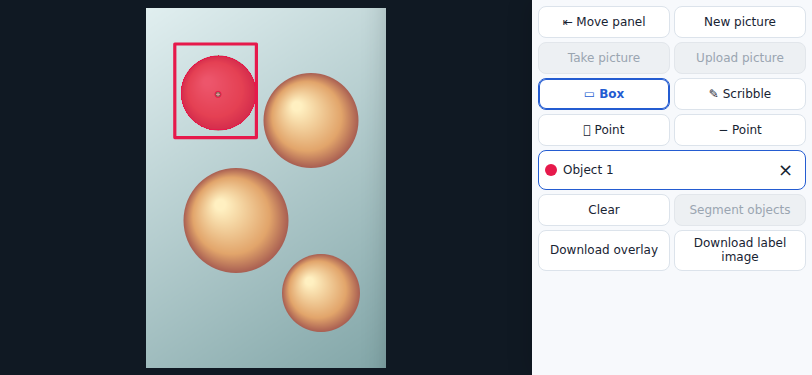 ⇤ Move panel
New picture
Take picture
Upload picture
▭ Box
✎ Scribble
Point
− Point
Object 1 ✕
Clear
Segment objects
Download overlay
Download label
image